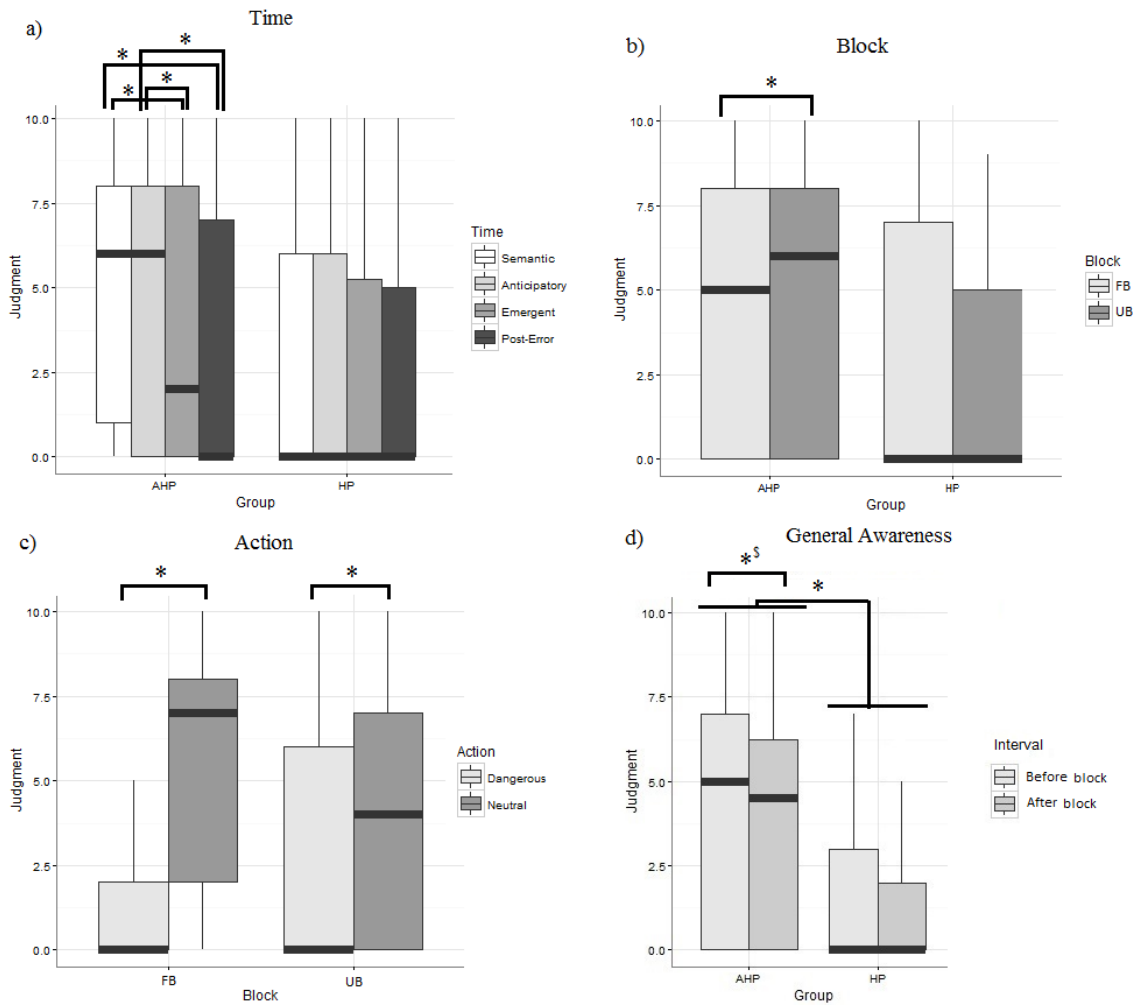 a)
Time
*
*
*
*
10.0
7.5
5.0
2.5
0.0
Judgment
AHP
HP
Group
Time
Semantic
Anticipatory
Emergent
Post-Error
b)
Block
*
10.0
7.5
5.0
2.5
0.0
Judgment
AHP
HP
Group
Block
FB
UB
c)
Action
*
*
10.0
7.5
5.0
2.5
0.0
Judgment
FB
UB
Block
Action
Dangerous
Neutral
d)
General Awareness
*$
*
10.0
7.5
5.0
2.5
0.0
Judgment
AHP
HP
Group
Interval
Before block
After block